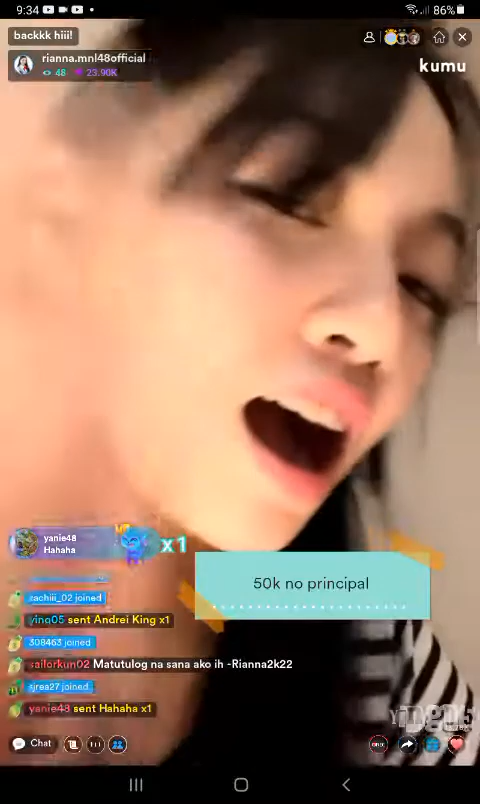 9:34
86%
backkk hiii!
rianna.mnl48official
48 23.90K
kumu
yanie48
Hahaha
x1
50k no principal
zachiii_02 joined
sent Andrei King x1
308463 joined
sailorkun02 Matutulog na sana ako ih -Rianna2k22
sjrea27 joined
yanie48 sent Hahaha x1
Chat